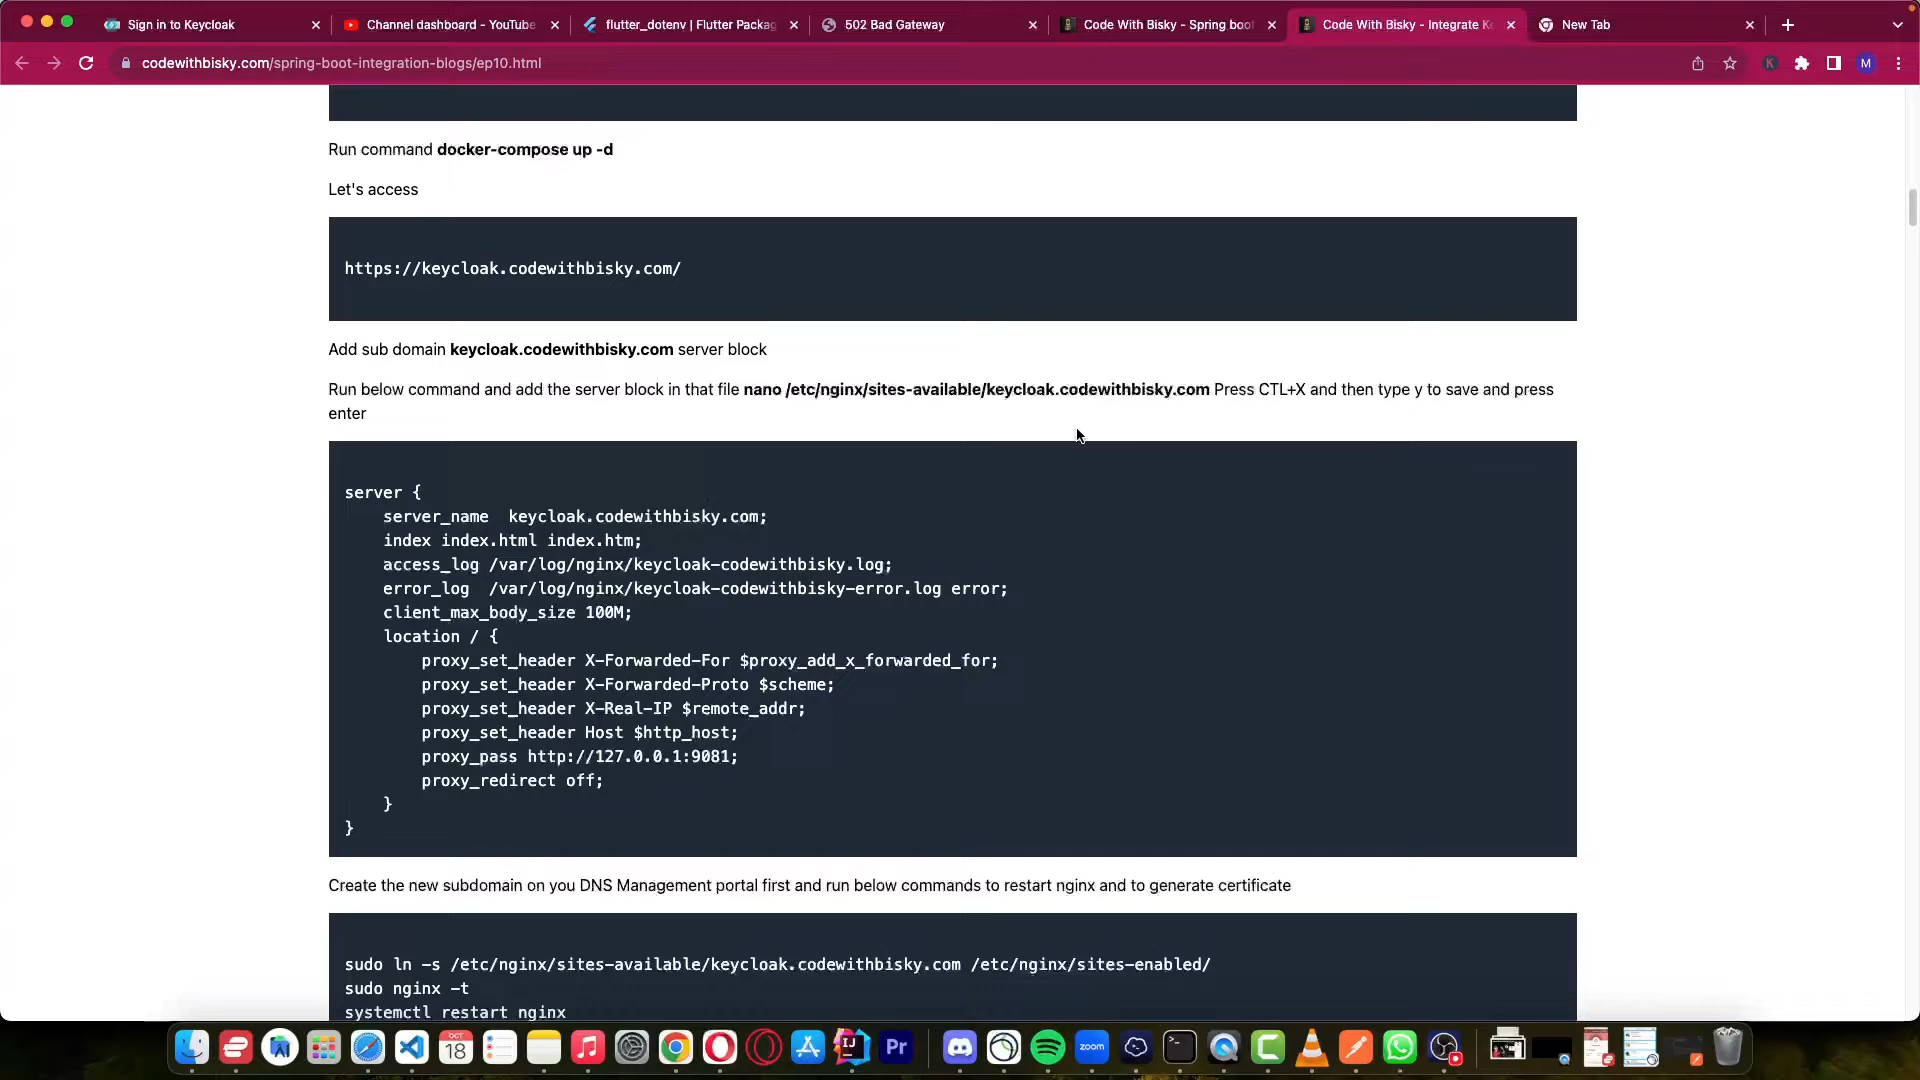 Sign in to Keycloak
Channel dashboard - YouTube
flutter_dotenv | Flutter Packag
502 Bad Gateway
Code With Bisky - Spring boot
Code With Bisky - Integrate K
New Tab
codewithbisky.com/spring-boot-integration-blogs/ep10.html
K
M
Run command docker-compose up -d
Let's access
https://keycloak.codewithbisky.com/
Add sub domain keycloak.codewithbisky.com server block
Run below command and add the server block in that file nano /etc/nginx/sites-available/keycloak.codewithbisky.com Press CTL+X and then type y to save and press
enter
server {
    server_name  keycloak.codewithbisky.com;
    index index.html index.htm;
    access_log /var/log/nginx/keycloak-codewithbisky.log;
    error_log  /var/log/nginx/keycloak-codewithbisky-error.log error;
    client_max_body_size 100M;
    location / {
        proxy_set_header X-Forwarded-For $proxy_add_x_forwarded_for;
        proxy_set_header X-Forwarded-Proto $scheme;
        proxy_set_header X-Real-IP $remote_addr;
        proxy_set_header Host $http_host;
        proxy_pass http://127.0.0.1:9081;
        proxy_redirect off;
    }
}
Create the new subdomain on you DNS Management portal first and run below commands to restart nginx and to generate certificate
sudo ln -s /etc/nginx/sites-available/keycloak.codewithbisky.com /etc/nginx/sites-enabled/
sudo nginx -t
systemctl restart nginx
OCT
18
IJ
Pr
zoom